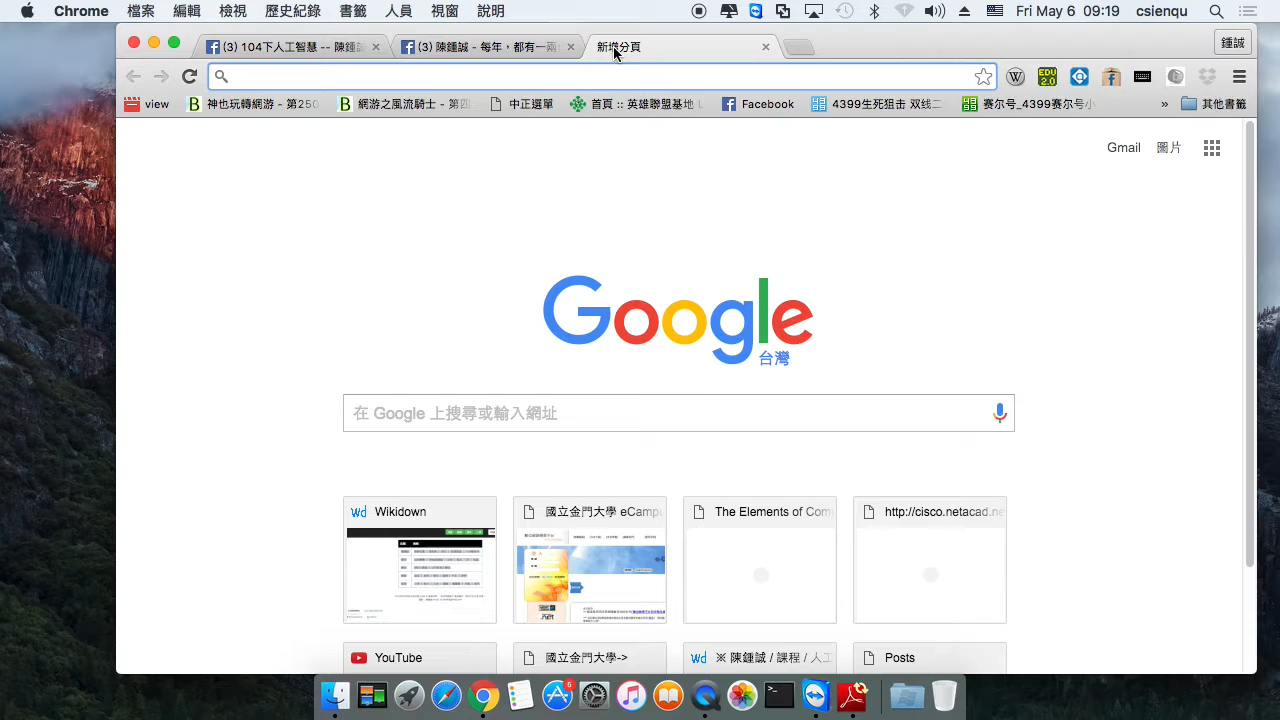 Chrome 檔案 編輯 檢視 歷史紀錄 書籤 人員 視窗 說明 Fri May 6 09:19 csienqu
(3) 104下人工智慧 -- 陳鍾誠
(3) 陳鍾誠 - 每年，都有一兩
新增分頁
鍾誠
view
神也玩轉網游 - 第250
網游之重
流騎士 - 第四
中正選單
首頁 :: 英雄聯盟基地 L
Facebook
4399生死狙击 双线二
赛尔号_4399赛尔号小
»
其他書籤
Gmail 圖片
Google
台灣
在 Google 上搜尋或輸入網址
Wikidown
國立金門大學 eCampu
The Elements of Com
http://cisco.netacad.ne
YouTube
國立金門大學->
※ 陳鍾誠 / 課程 / 人工
Posts
6